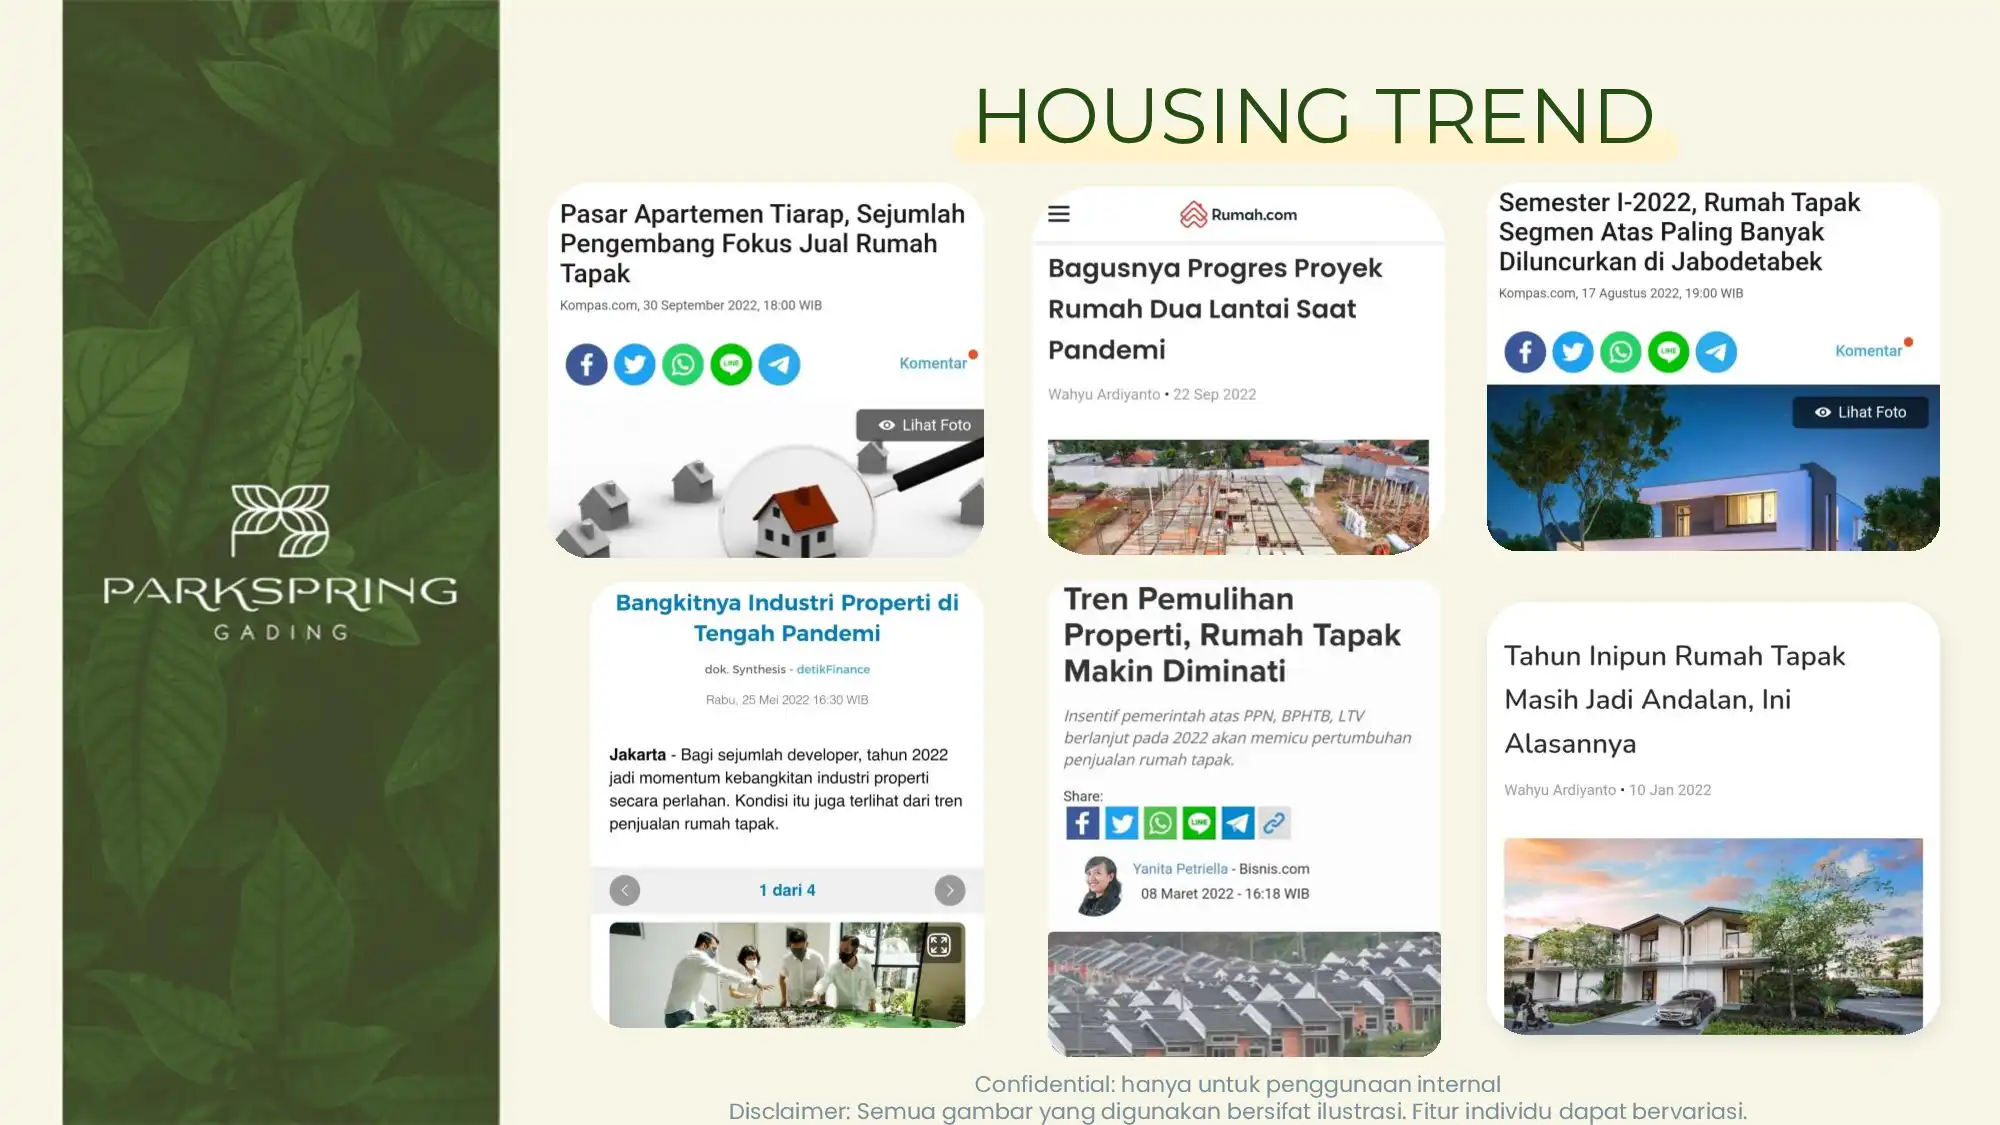 HOUSING TREND
PARKSPRING
GADING
Pasar Apartemen Tiarap, Sejumlah
Pengembang Fokus Jual Rumah
Tapak
Kompas.com, 30 September 2022, 18:00 WIB
LINE
Komentar
Lihat Foto
Rumah.com
Bagusnya Progres Proyek
Rumah Dua Lantai Saat
Pandemi
Wahyu Ardiyanto • 22 Sep 2022
Semester I-2022, Rumah Tapak
Segmen Atas Paling Banyak
Diluncurkan di Jabodetabek
Kompas.com, 17 Agustus 2022, 19:00 WIB
LINE
Komentar
Lihat Foto
Bangkitnya Industri Properti di
Tengah Pandemi
dok. Synthesis - detikFinance
Rabu, 25 Mei 2022 16:30 WIB
Jakarta - Bagi sejumlah developer, tahun 2022
jadi momentum kebangkitan industri properti
secara perlahan. Kondisi itu juga terlihat dari tren
penjualan rumah tapak.
1 dari 4
Tren Pemulihan
Properti, Rumah Tapak
Makin Diminati
Insentif pemerintah atas PPN, BPHTB, LTV
berlanjut pada 2022 akan memicu pertumbuhan
penjualan rumah tapak.
Share:
LINE
Yanita Petriella - Bisnis.com
08 Maret 2022 - 16:18 WIB
Tahun Inipun Rumah Tapak
Masih Jadi Andalan, Ini
Alasannya
Wahyu Ardiyanto • 10 Jan 2022
Confidential: hanya untuk penggunaan internal
Disclaimer: Semua gambar yang digunakan bersifat ilustrasi. Fitur individu dapat bervariasi.